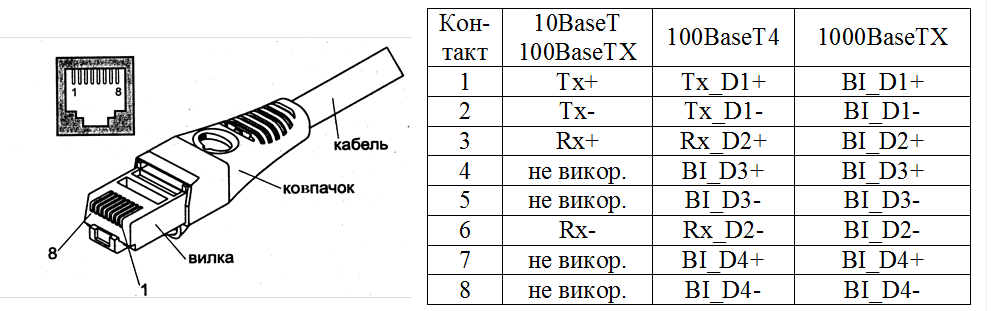 1 8
кабель
ковпачок
вилка
8
1
Кон-
такт
10BaseT
100BaseTX
100BaseT4
1000BaseTX
1 Tx+ Tx_D1+ BI_D1+
2 Tx- Tx_D1- BI_D1-
3 Rx+ Rx_D2+ BI_D2+
4 не викор. BI_D3+ BI_D3+
5 не викор. BI_D3- BI_D3-
6 Rx- Rx_D2- BI_D2-
7 не викор. BI_D4+ BI_D4+
8 не викор. BI_D4- BI_D4-